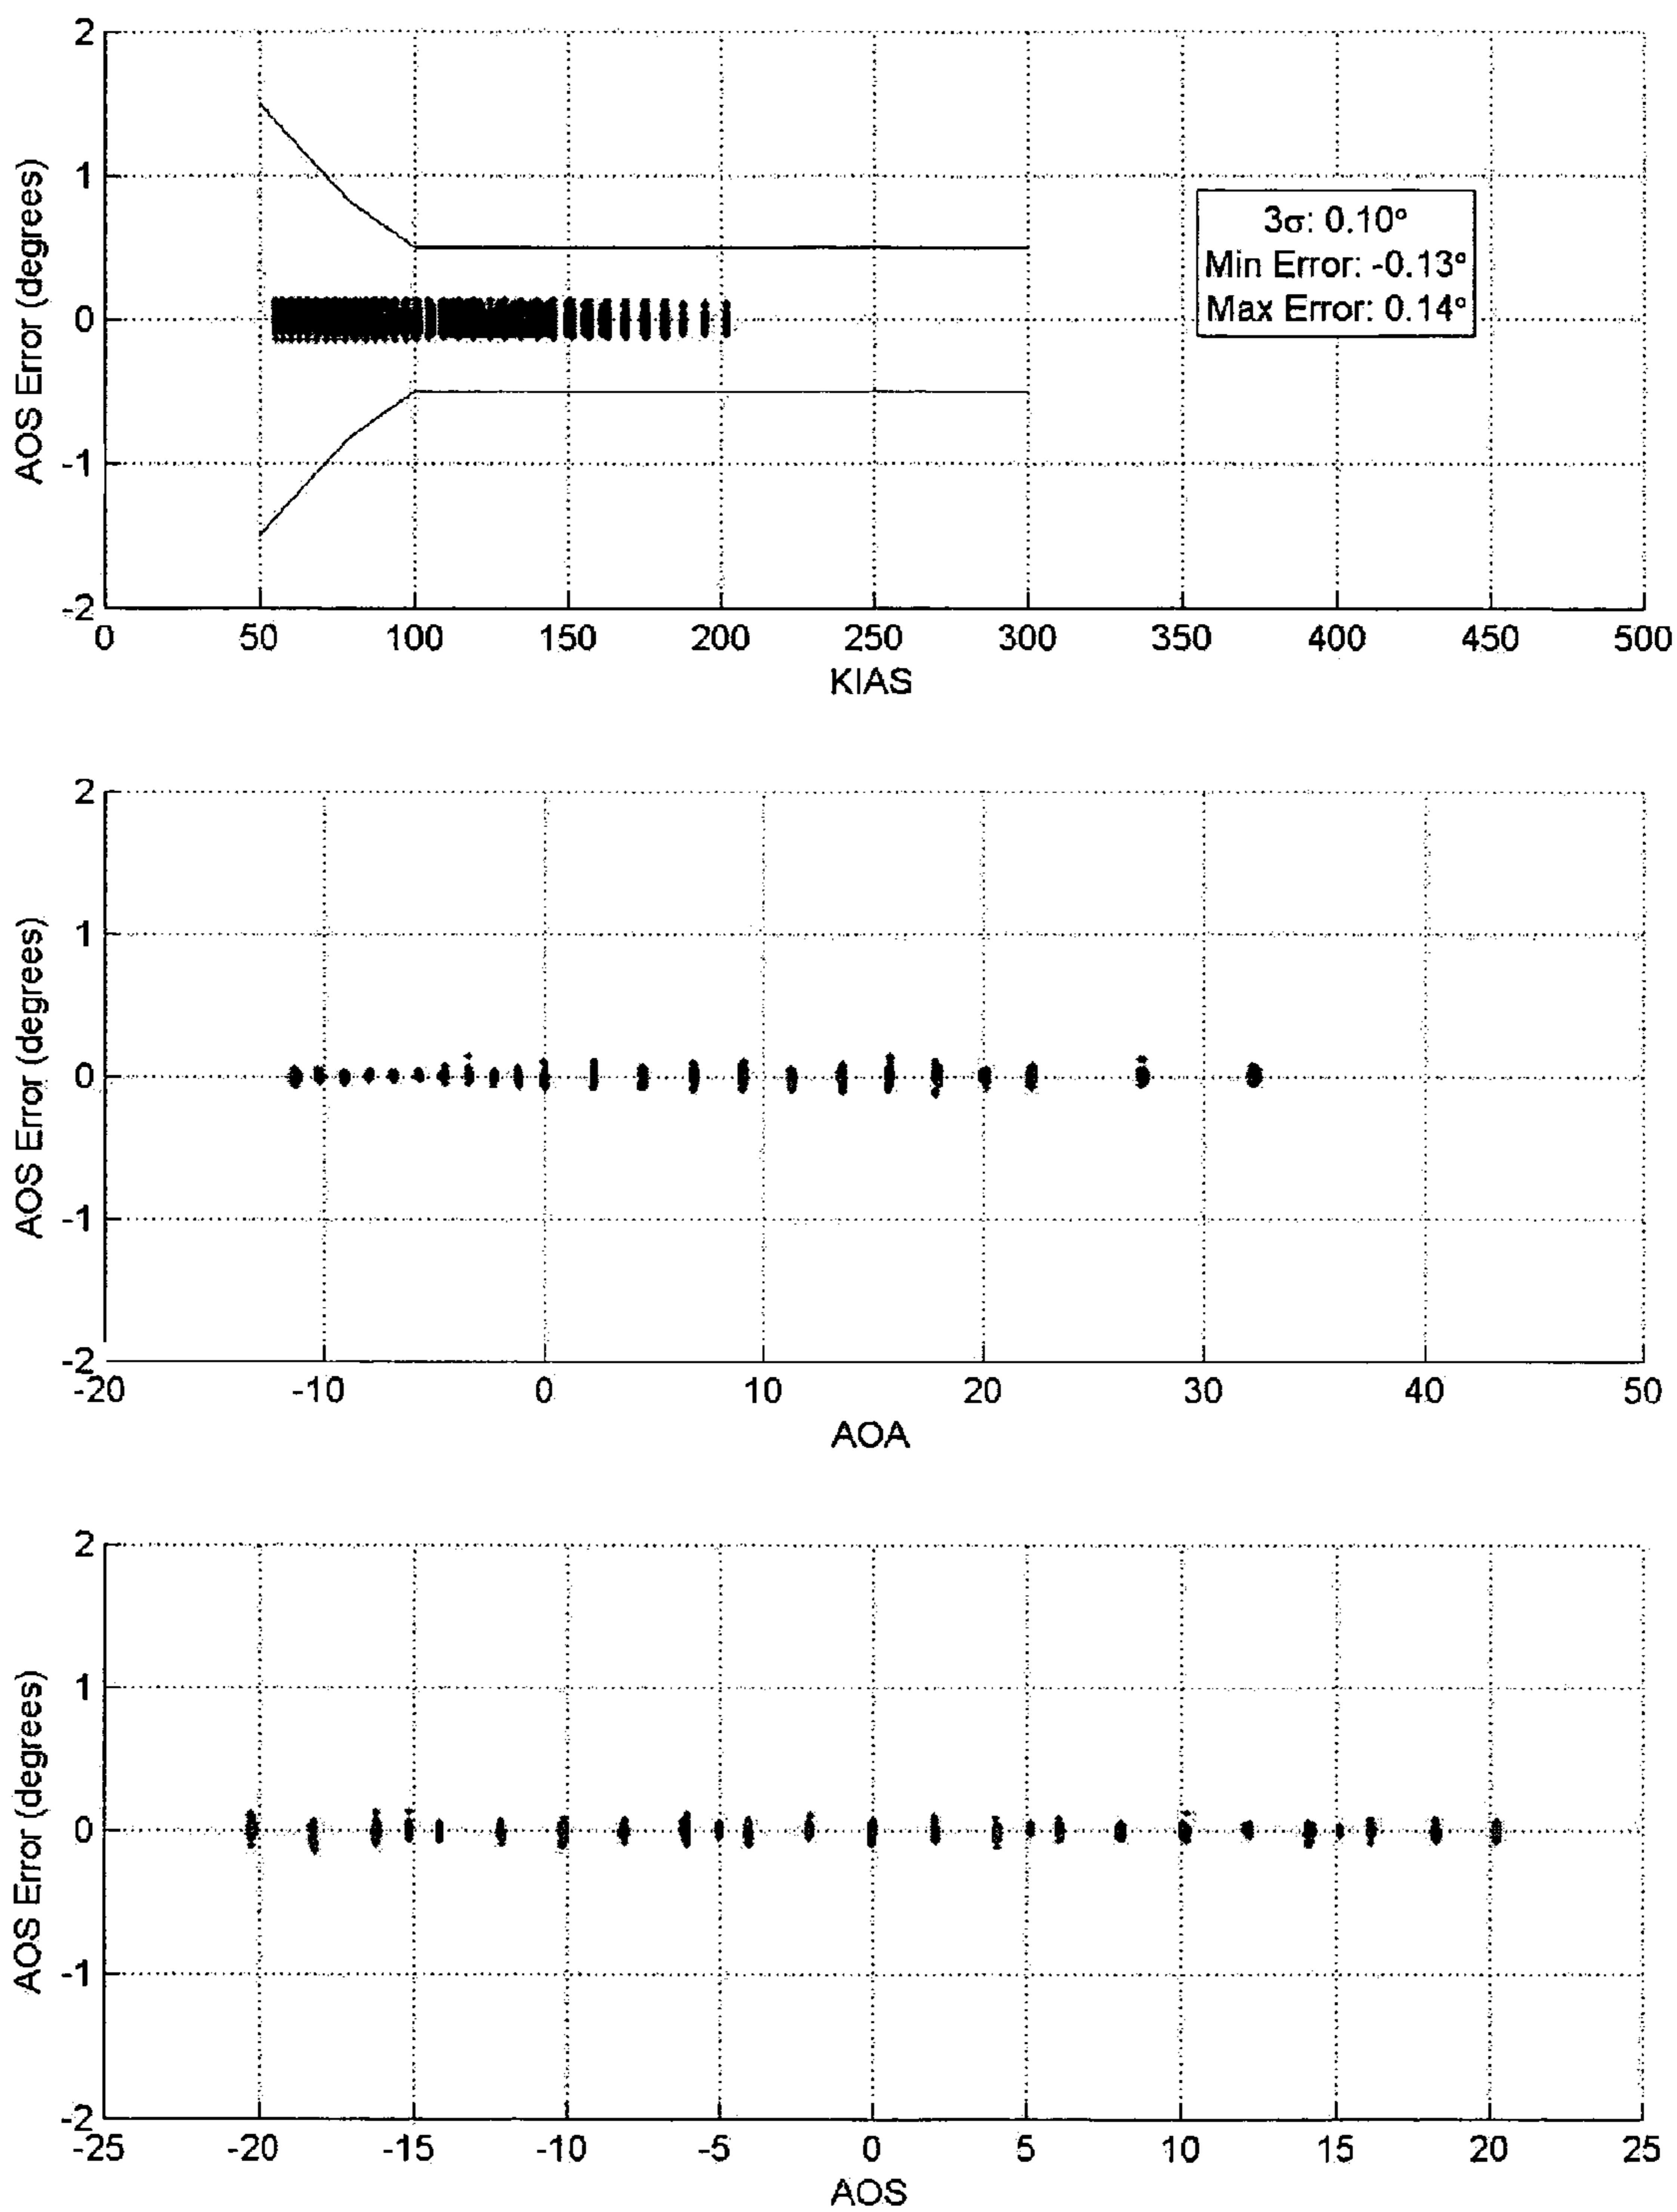 2
1
0
-1
-2
AOS Error (degrees)
3σ: 0.10°
Min Error: -0.13°
Max Error: 0.14°
0 50 100 150 200 250 300 350 400 450 500
KIAS
2
1
0
-1
-2
AOS Error (degrees)
-20 -10 0 10 20 30 40 50
AOA
2
1
0
-1
-2
AOS Error (degrees)
-25 -20 -15 -10 -5 0 5 10 15 20 25
AOS